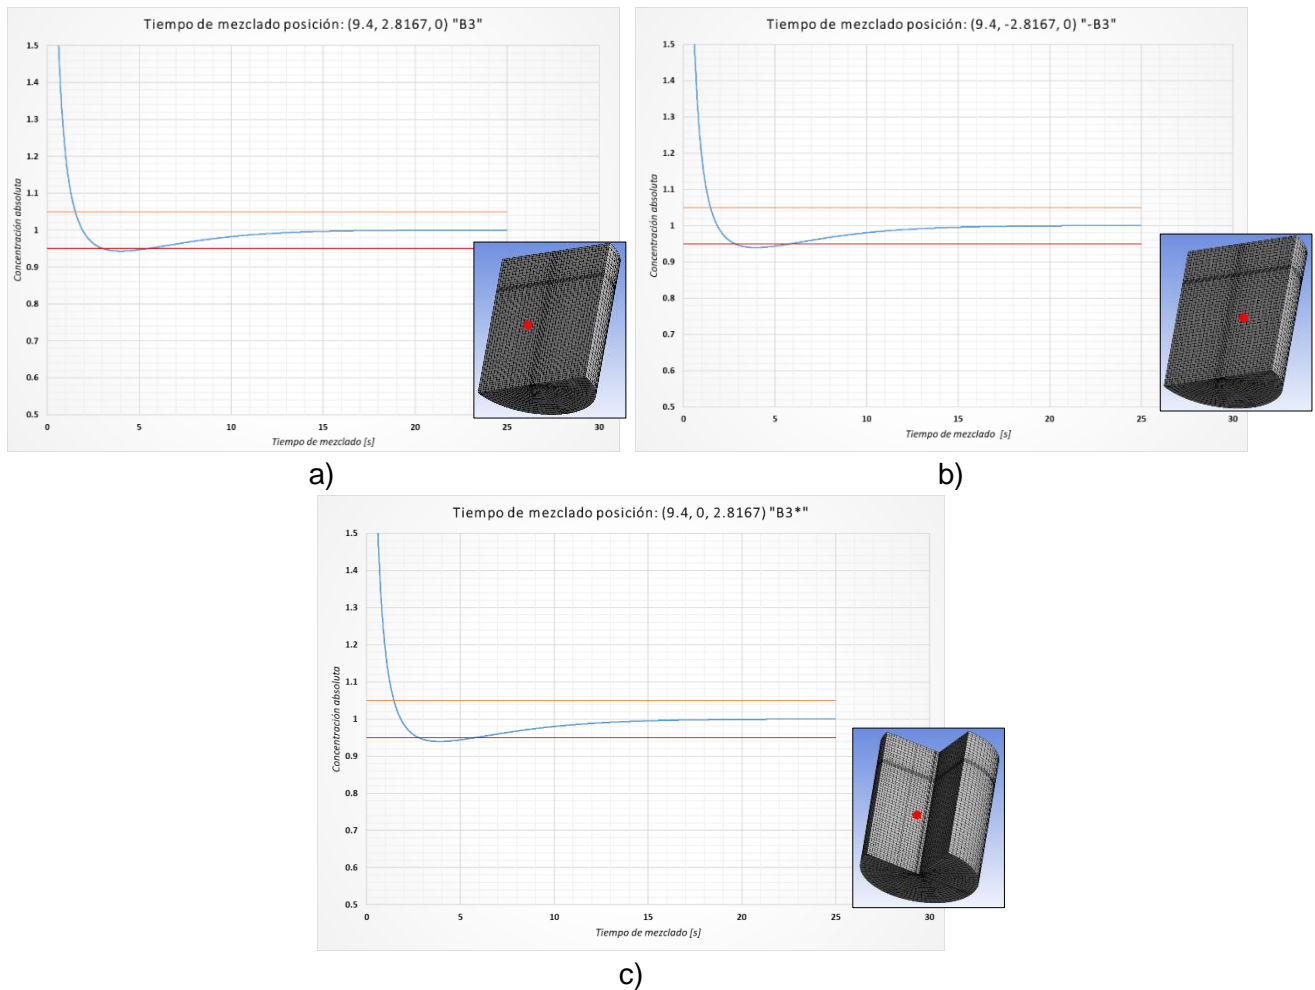 Tiempo de mezclado posición: (9.4, 2.8167, 0) "B3"
1.5
1.4
1.3
1.2
1.1
1
0.9
0.8
0.7
0.6
0.5
Concentración absoluta
0 5 10 15 20 25 30
Tiempo de mezclado [s]
a)
Tiempo de mezclado posición: (9.4, -2.8167, 0) "-B3"
1.5
1.4
1.3
1.2
1.1
1
0.9
0.8
0.7
0.6
0.5
Concentración absoluta
0 5 10 15 20 25 30
Tiempo de mezclado [s]
b)
Tiempo de mezclado posición: (9.4, 0, 2.8167) "B3*"
1.5
1.4
1.3
1.2
1.1
1
0.9
0.8
0.7
0.6
0.5
Concentración absoluta
0 5 10 15 20 25 30
Tiempo de mezclado [s]
c)